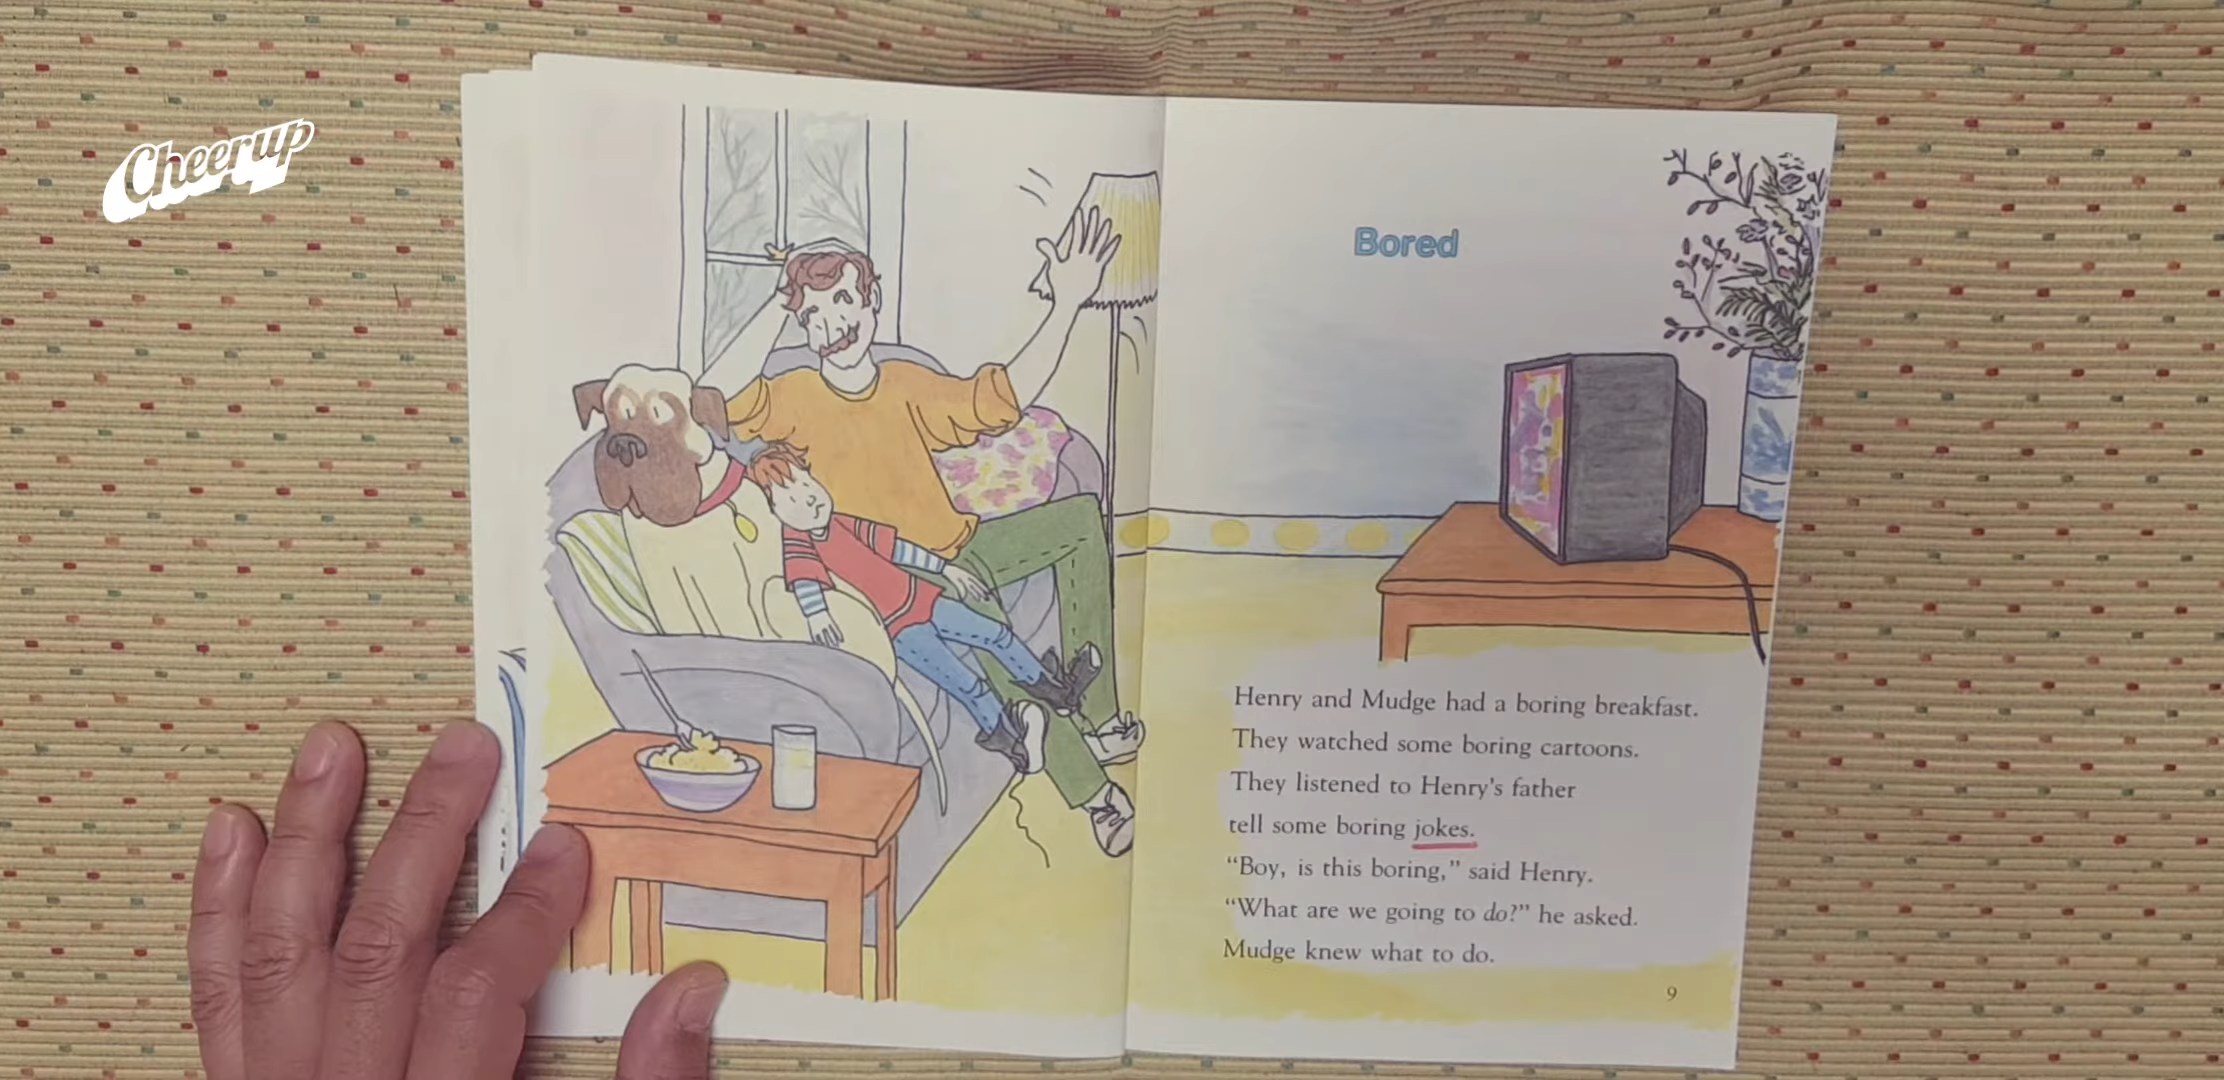 Cheerup
Bored
Henry and Mudge had a boring breakfast.
They watched some boring cartoons.
They listened to Henry's father
tell some boring jokes.
“Boy, is this boring,” said Henry.
“What are we going to do?” he asked.
Mudge knew what to do.
9